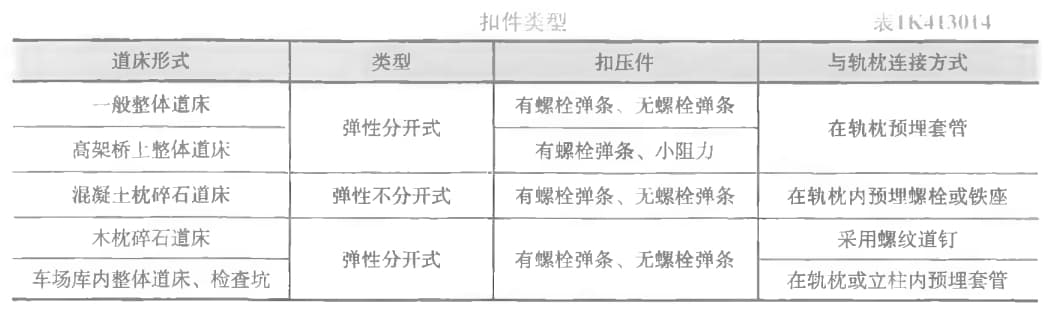 扣件类型 表1K413014
道床形式 类型 扣压件 与轨枕连接方式
一般整体道床 弹性分开式 有螺栓弹条、无螺栓弹条 在轨枕预埋套管
高架桥上整体道床 有螺栓弹条、小阻力
混凝土枕碎石道床 弹性不分开式 有螺栓弹条、无螺栓弹条 在轨枕内预埋螺栓或铁座
木枕碎石道床 弹性分开式 有螺栓弹条、无螺栓弹条 采用螺纹道钉
车场库内整体道床、检查坑 在轨枕或立柱内预埋套管